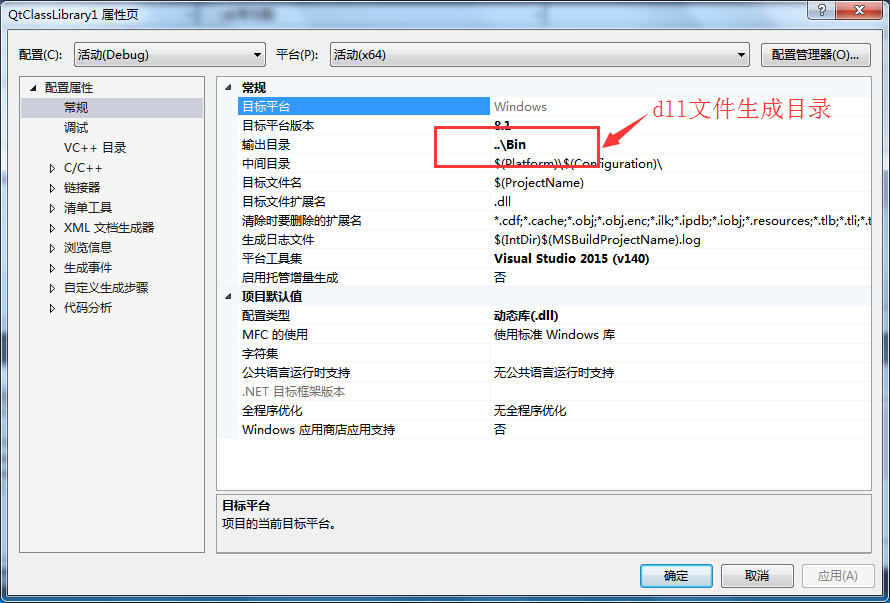 QtClassLibrary1 属性页
配置(C): 活动(Debug) 平台(P): 活动(x64) 配置管理器(O)...
配置属性
常规
调试
VC++ 目录
C/C++
链接器
清单工具
XML 文档生成器
浏览信息
生成事件
自定义生成步骤
代码分析
常规
目标平台 Windows
目标平台版本 8.1
输出目录 ..\Bin
中间目录 $(Platform)\$(Configuration)\
目标文件名 $(ProjectName)
目标文件扩展名 .dll
清除时要删除的扩展名 *.cdf;*.cache;*.obj;*.obj.enc;*.ilk;*.ipdb;*.iobj;*.resources;*.tlb;*.tli;*.t
生成日志文件 $(IntDir)$(MSBuildProjectName).log
平台工具集 Visual Studio 2015 (v140)
启用托管增量生成 否
项目默认值
配置类型 动态库(.dll)
MFC 的使用 使用标准 Windows 库
字符集
公共语言运行时支持 无公共语言运行时支持
.NET 目标框架版本
全程序优化 无全程序优化
Windows 应用商店应用支持 否
dll文件生成目录
目标平台
项目的当前目标平台。
确定 取消 应用(A)